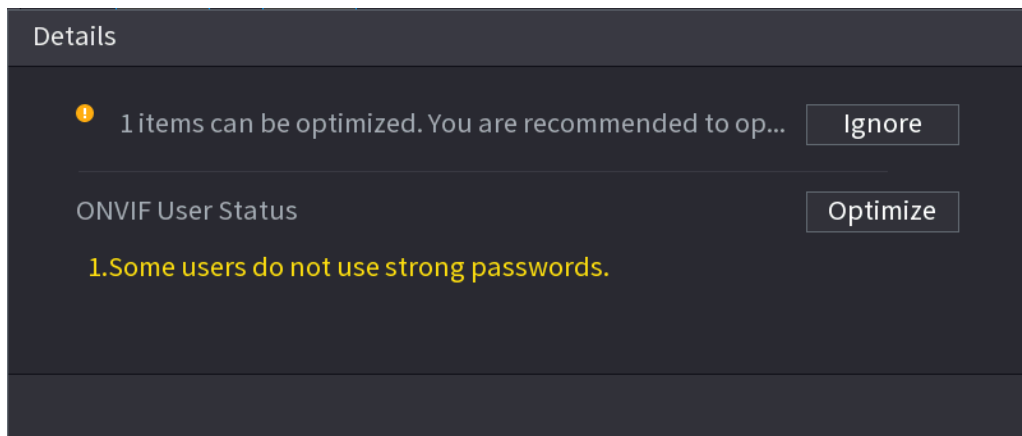 Details
1 items can be optimized. You are recommended to op...
Ignore
ONVIF User Status
Optimize
1.Some users do not use strong passwords.